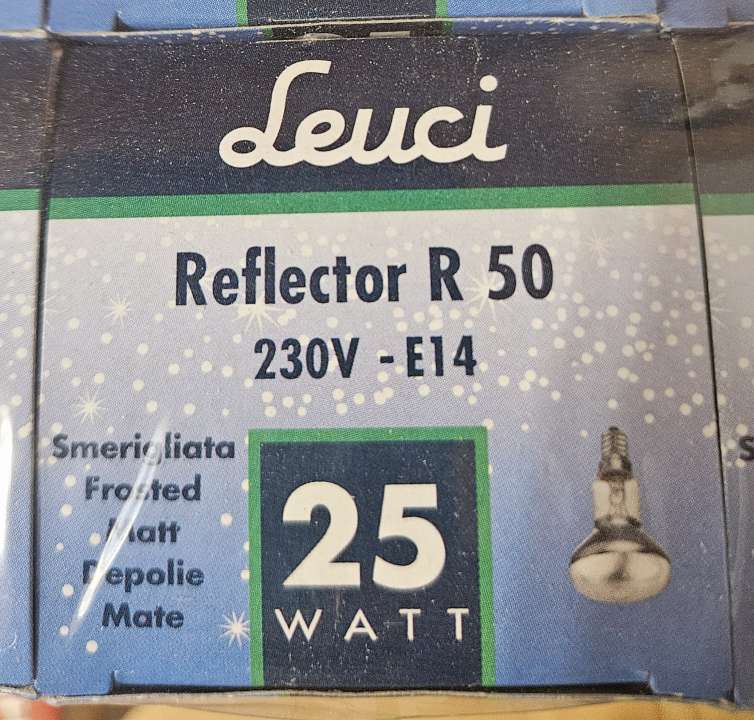 Leuci
Reflector R 50
230V - E14
Smerigliata
Frosted
Matt
Depolie
Mate
25
WATT